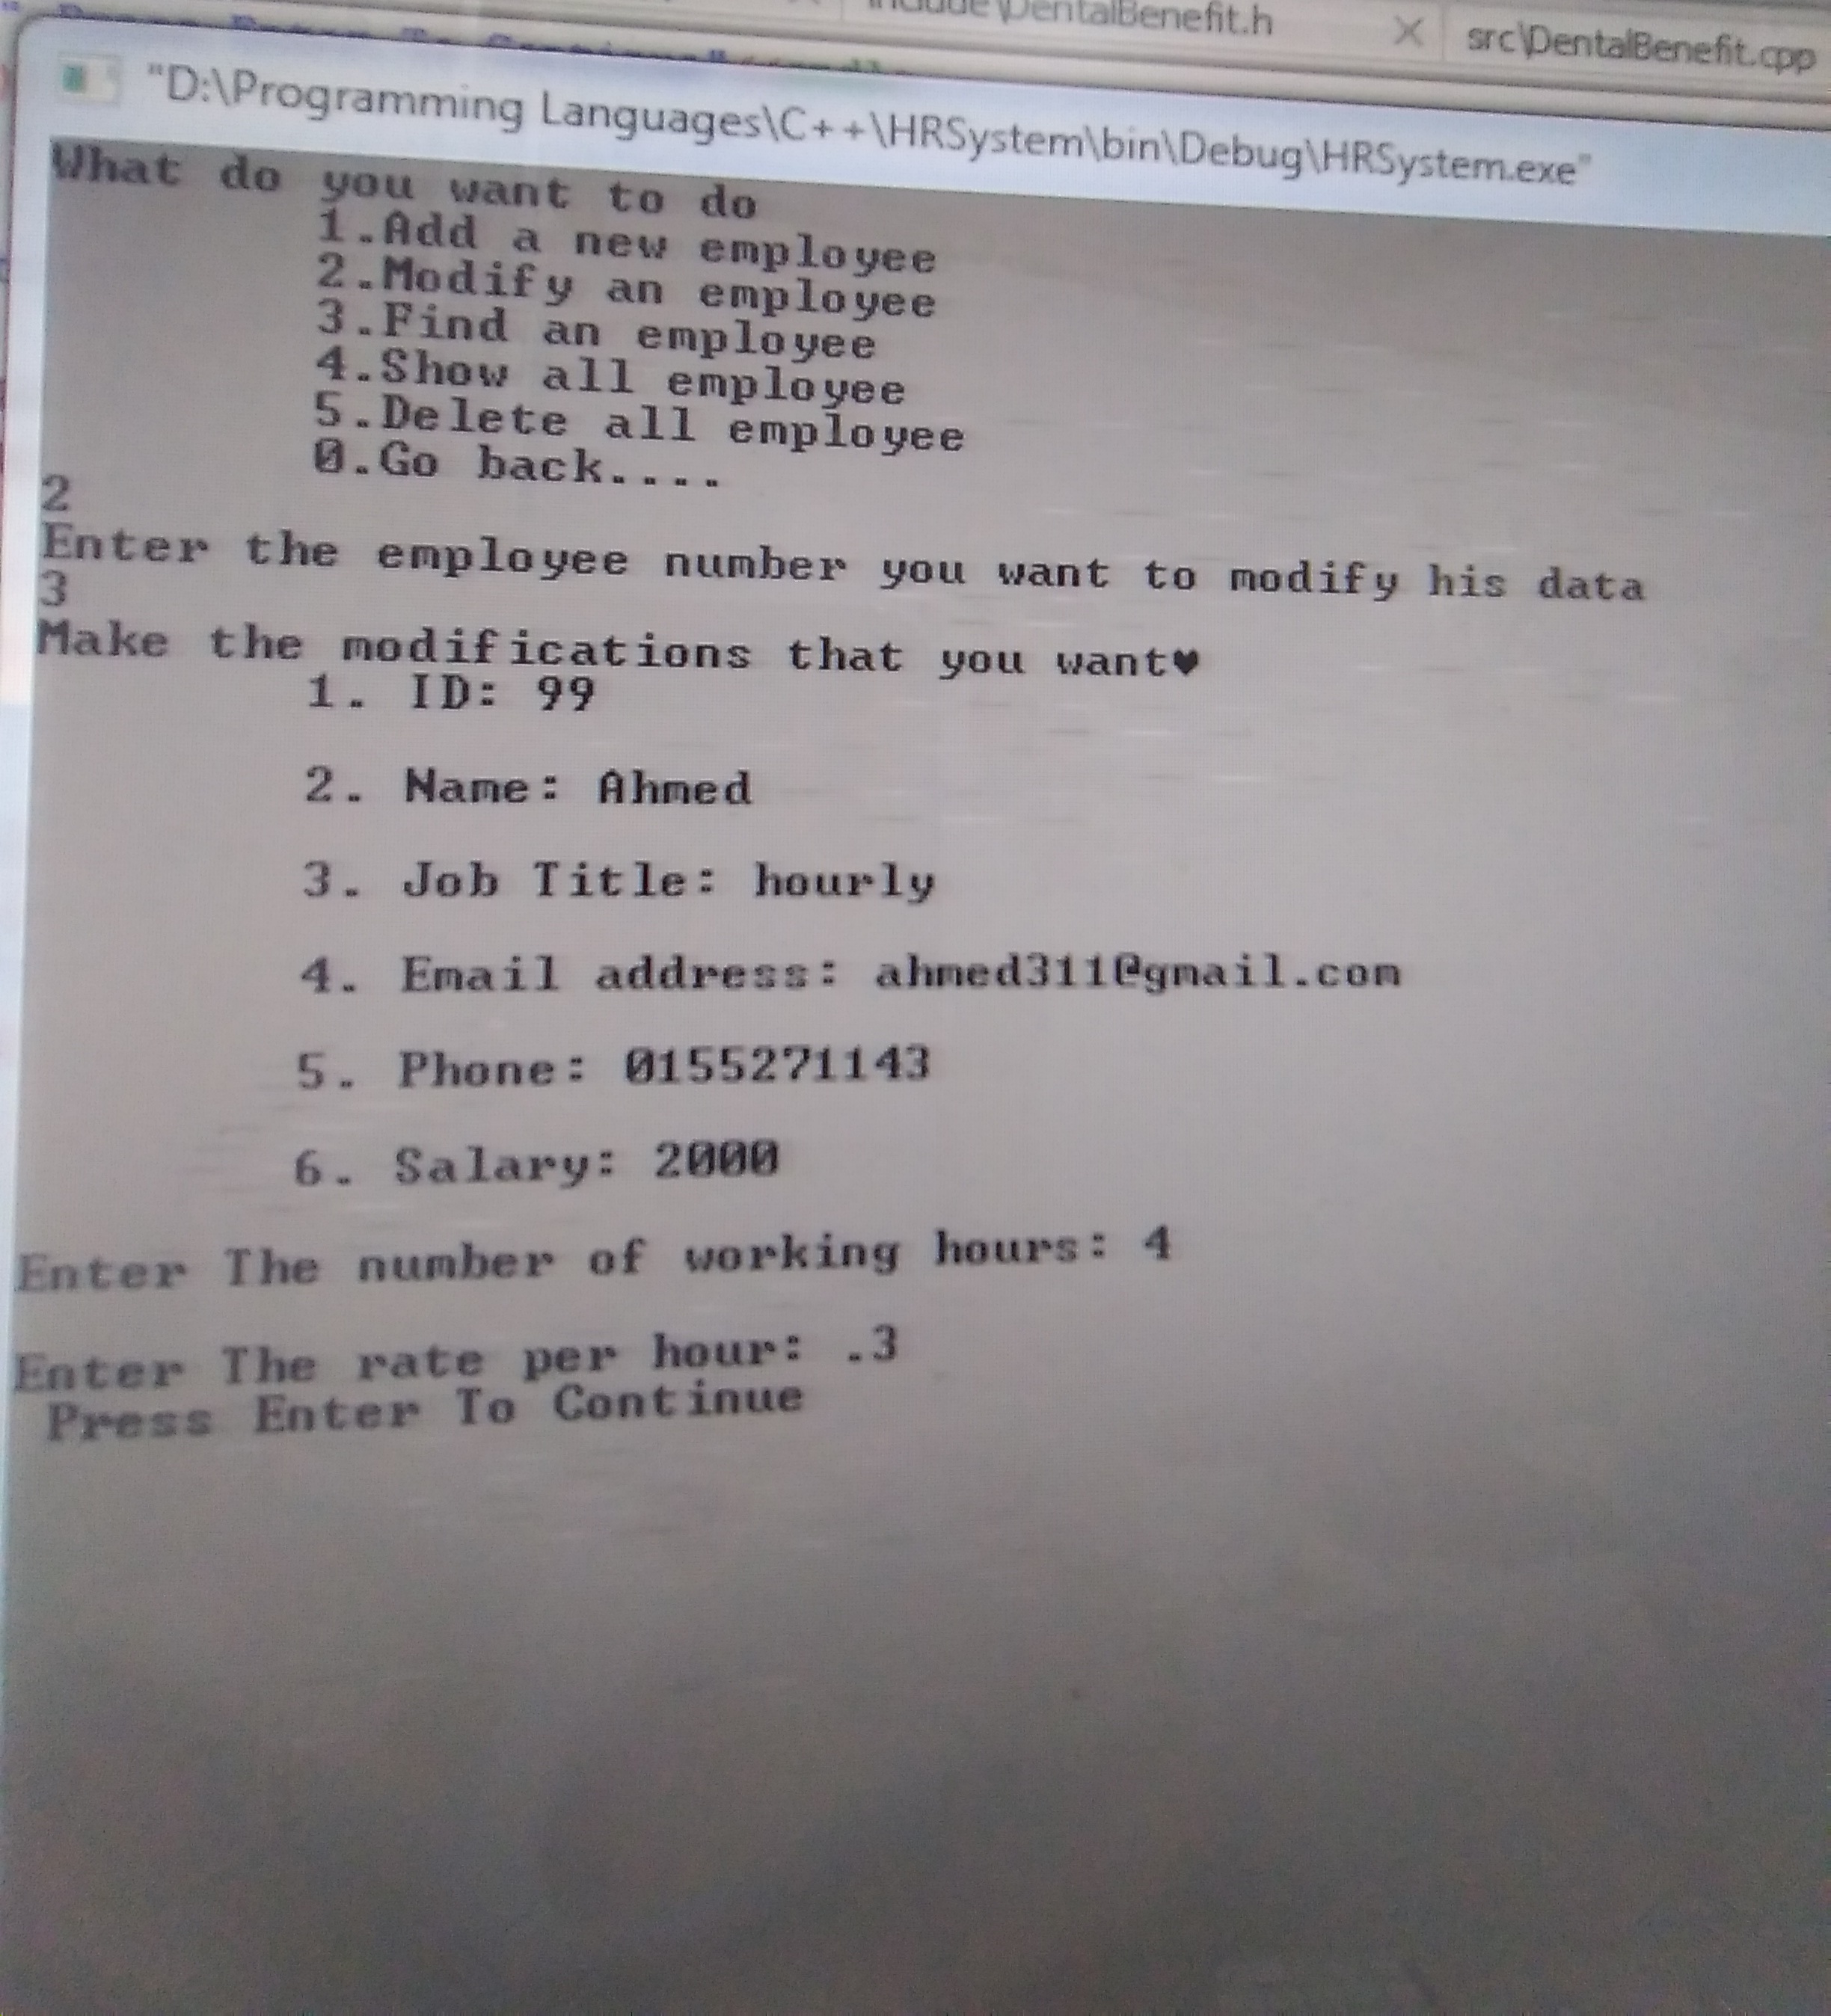 include\DentalBenefit.h
src\DentalBenefit.cpp
"D:\Programming Languages\C++\HRSystem\bin\Debug\HRSystem.exe"
What do you want to do
1.Add a new employee
2.Modify an employee
3.Find an employee
4.Show all employee
5.Delete all employee
0.Go back....
2
Enter the employee number you want to modify his data
3
Make the modifications that you want♥
1. ID: 99
2. Name: Ahmed
3. Job Title: hourly
4. Email address: ahmed311@gmail.com
5. Phone: 0155271143
6. Salary: 2000
Enter The number of working hours: 4
Enter The rate per hour: .3
Press Enter To Continue